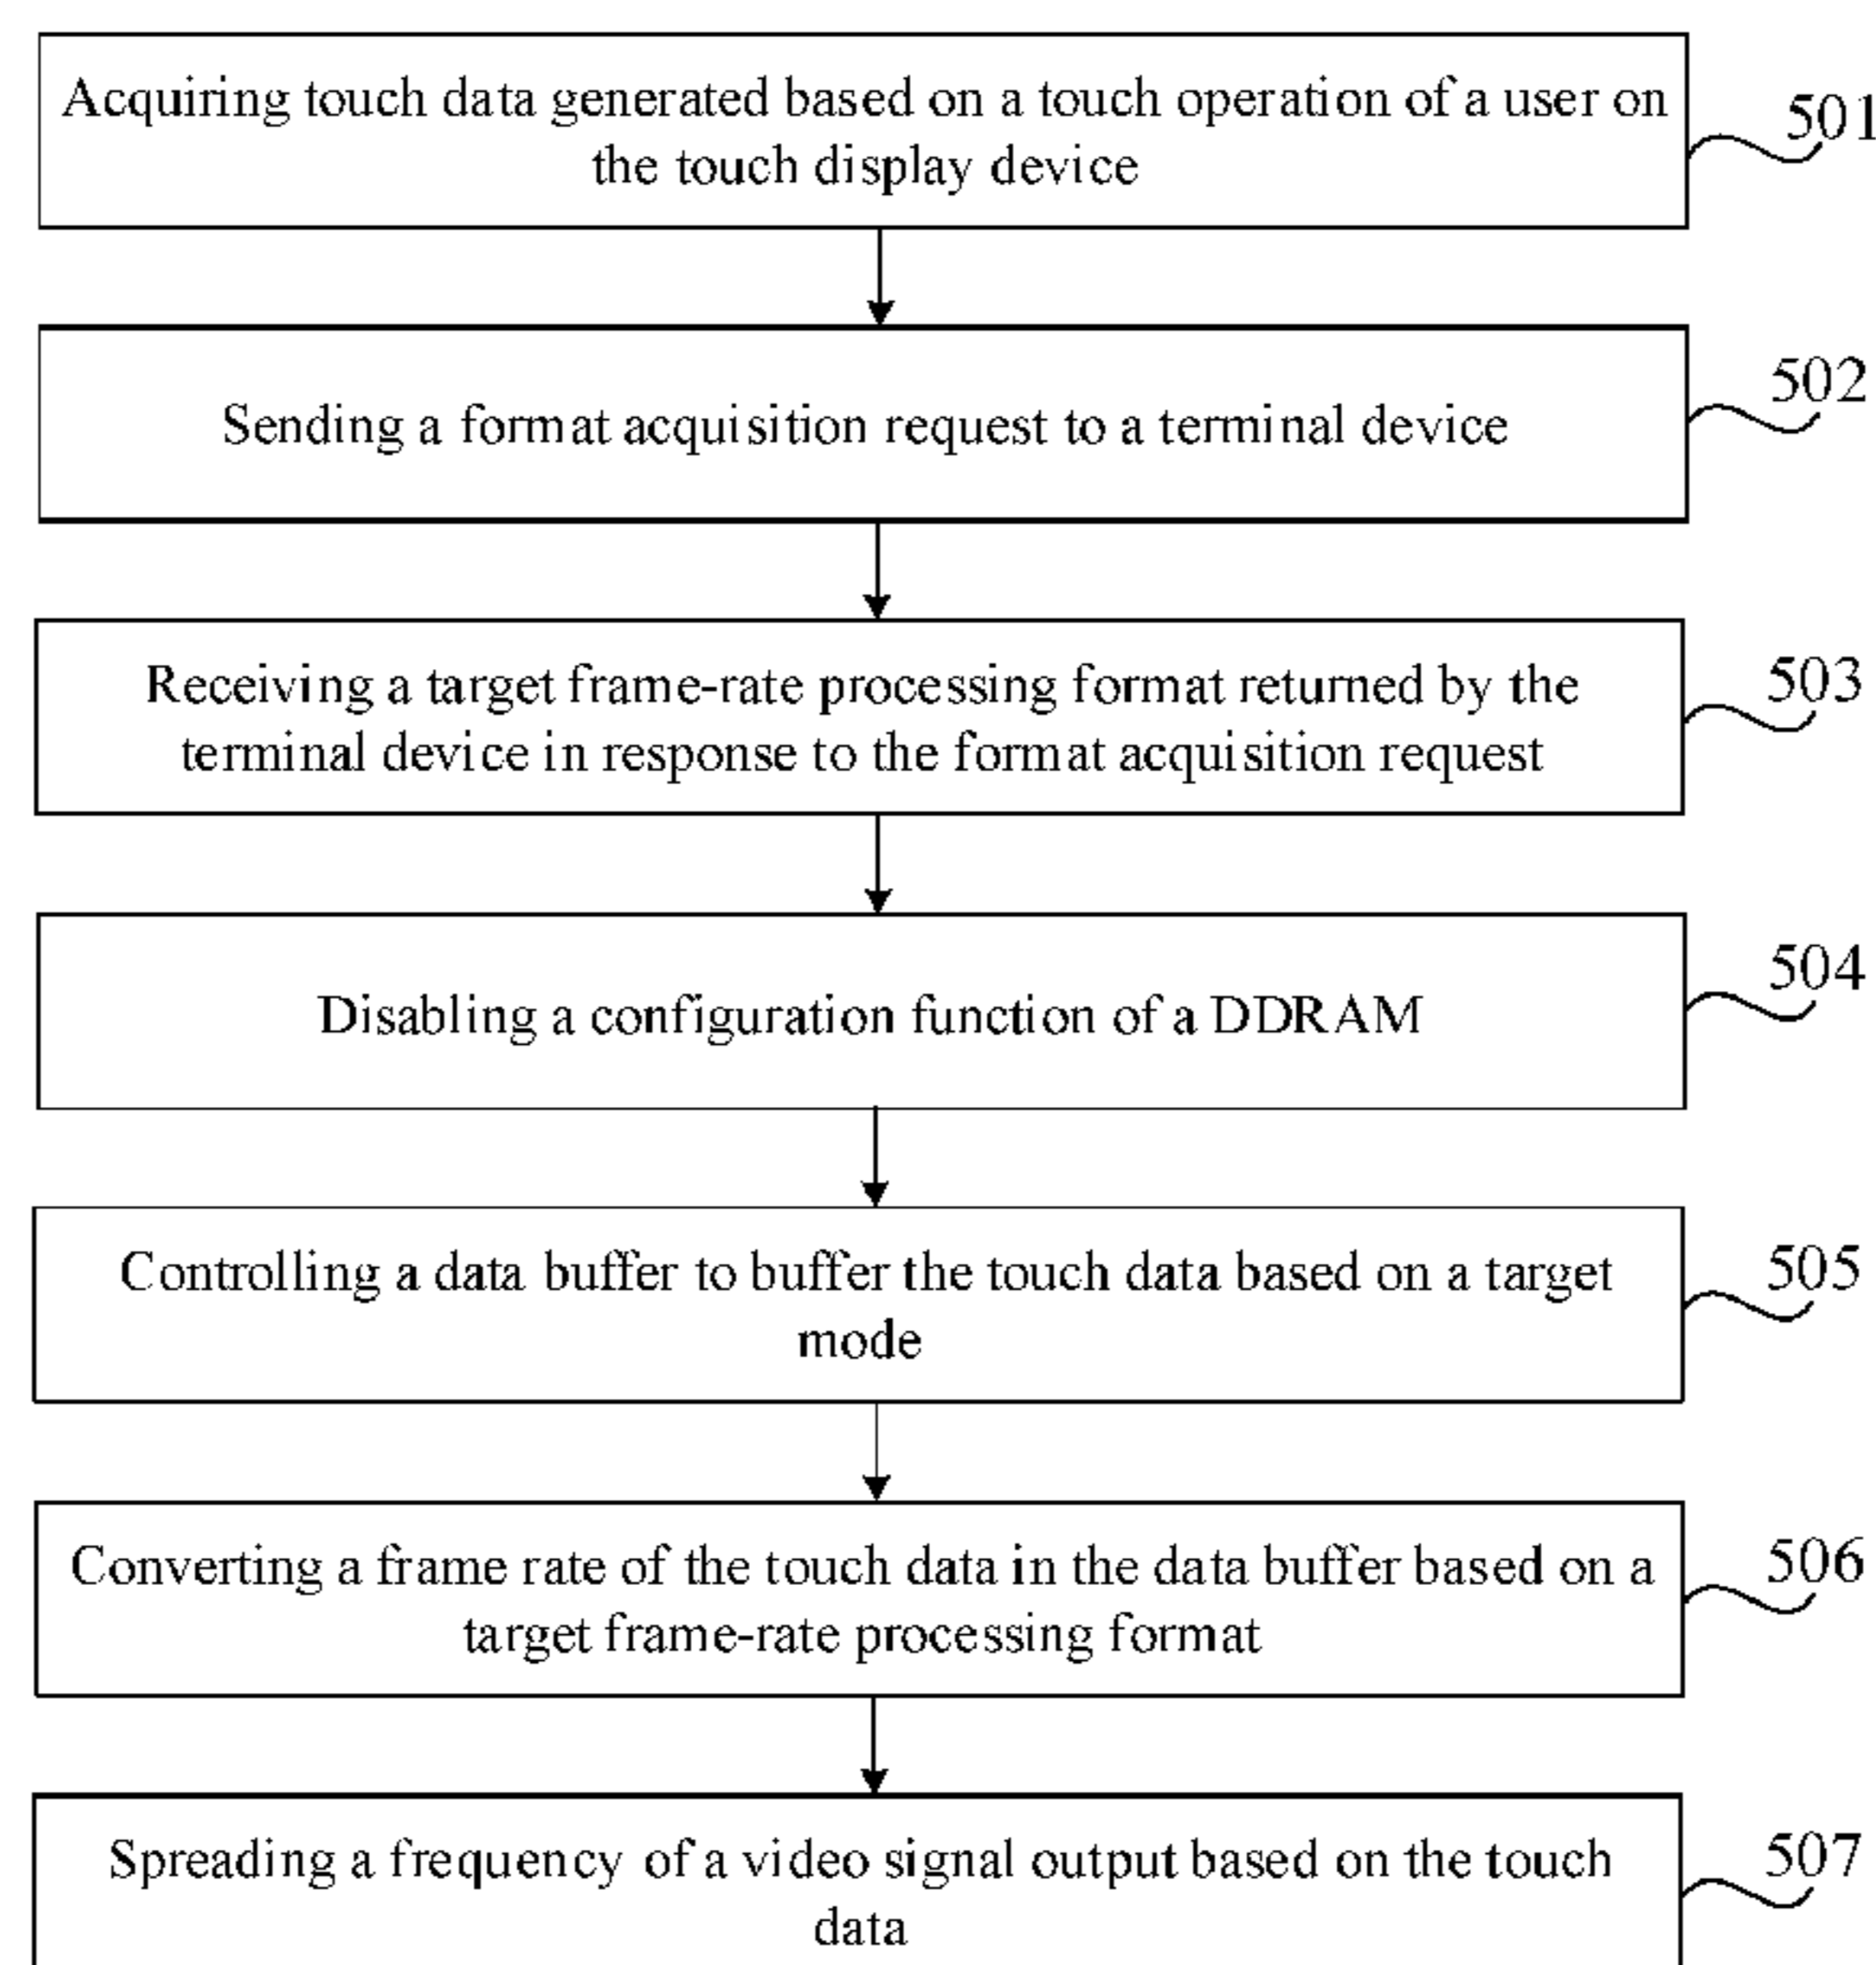 Acquiring touch data generated based on a touch operation of a user on
the touch display device
501
Sending a format acquisition request to a terminal device
502
Receiving a target frame-rate processing format returned by the
terminal device in response to the format acquisition request
503
Disabling a configuration function of a DDRAM
504
Controlling a data buffer to buffer the touch data based on a target
mode
505
Converting a frame rate of the touch data in the data buffer based on a
target frame-rate processing format
506
Spreading a frequency of a video signal output based on the touch
data
507